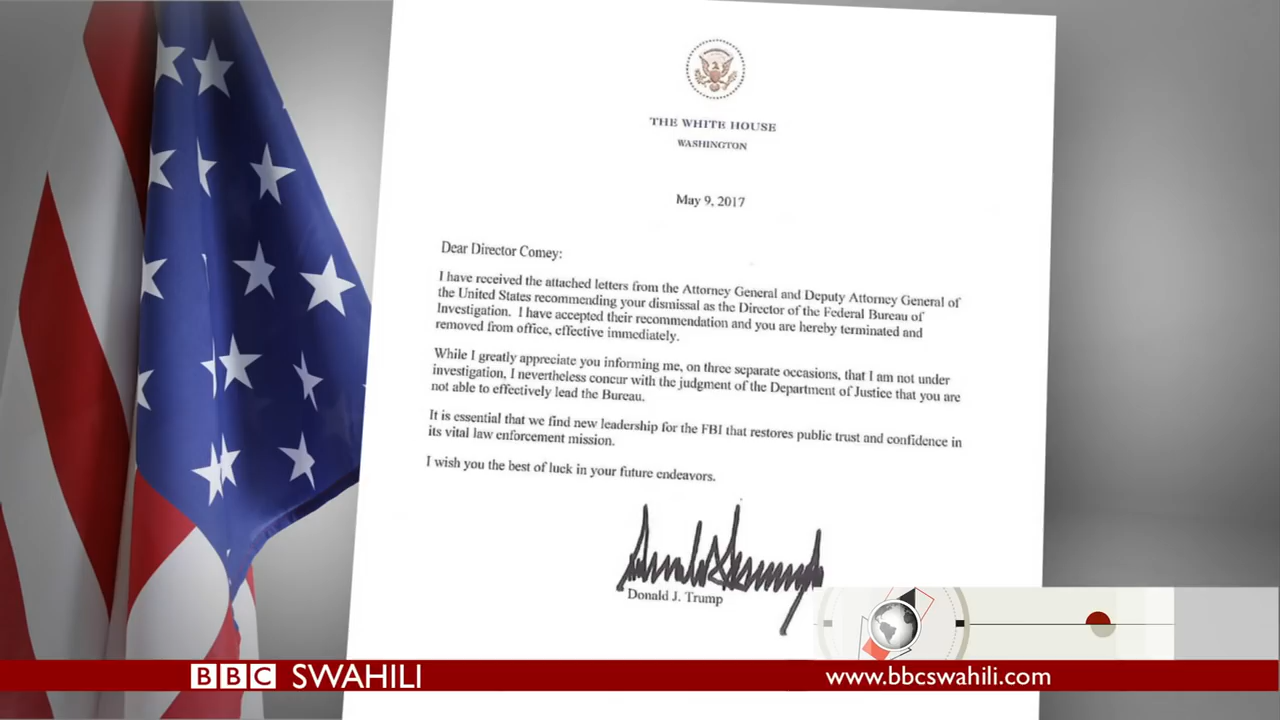 THE WHITE HOUSE
WASHINGTON
May 9, 2017
Dear Director Comey:
I have received the attached letters from the Attorney General and Deputy Attorney General of
the United States recommending your dismissal as the Director of the Federal Bureau of
Investigation. I have accepted their recommendation and you are hereby terminated and
removed from office, effective immediately.
While I greatly appreciate you informing me, on three separate occasions, that I am not under
investigation, I nevertheless concur with the judgment of the Department of Justice that you are
not able to effectively lead the Bureau.
It is essential that we find new leadership for the FBI that restores public trust and confidence in
its vital law enforcement mission.
I wish you the best of luck in your future endeavors.
Donald J. Trump
BBC SWAHILI
www.bbcswahili.com